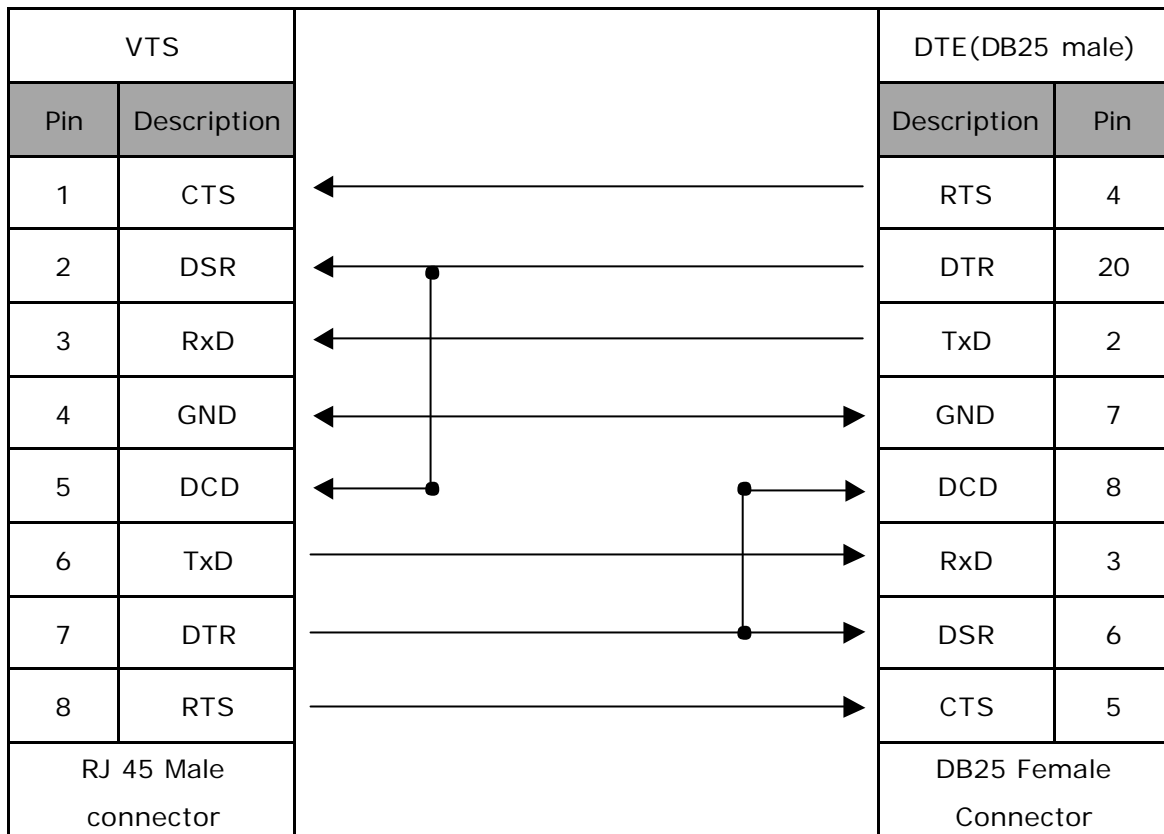 VTS DTE(DB25 male)
Pin Description Description Pin
1 CTS RTS 4
2 DSR DTR 20
3 RxD TxD 2
4 GND GND 7
5 DCD DCD 8
6 TxD RxD 3
7 DTR DSR 6
8 RTS CTS 5
RJ 45 Male DB25 Female
connector Connector